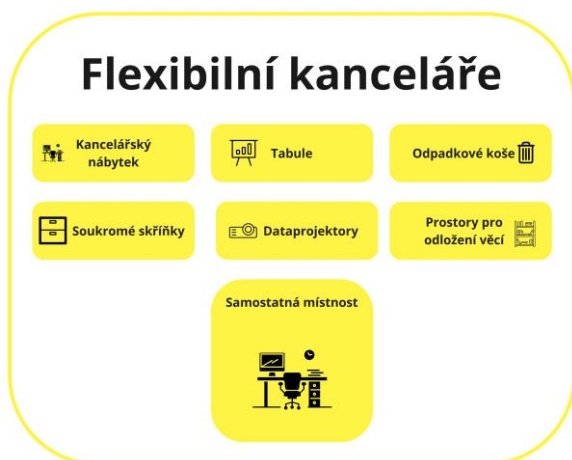 Flexibilní kanceláře
Kancelářský
nábytek
Tabule
Odpadkové koše
Soukromé skříňky
Dataprojektory
Prostory pro
odložení věcí
Samostatná místnost